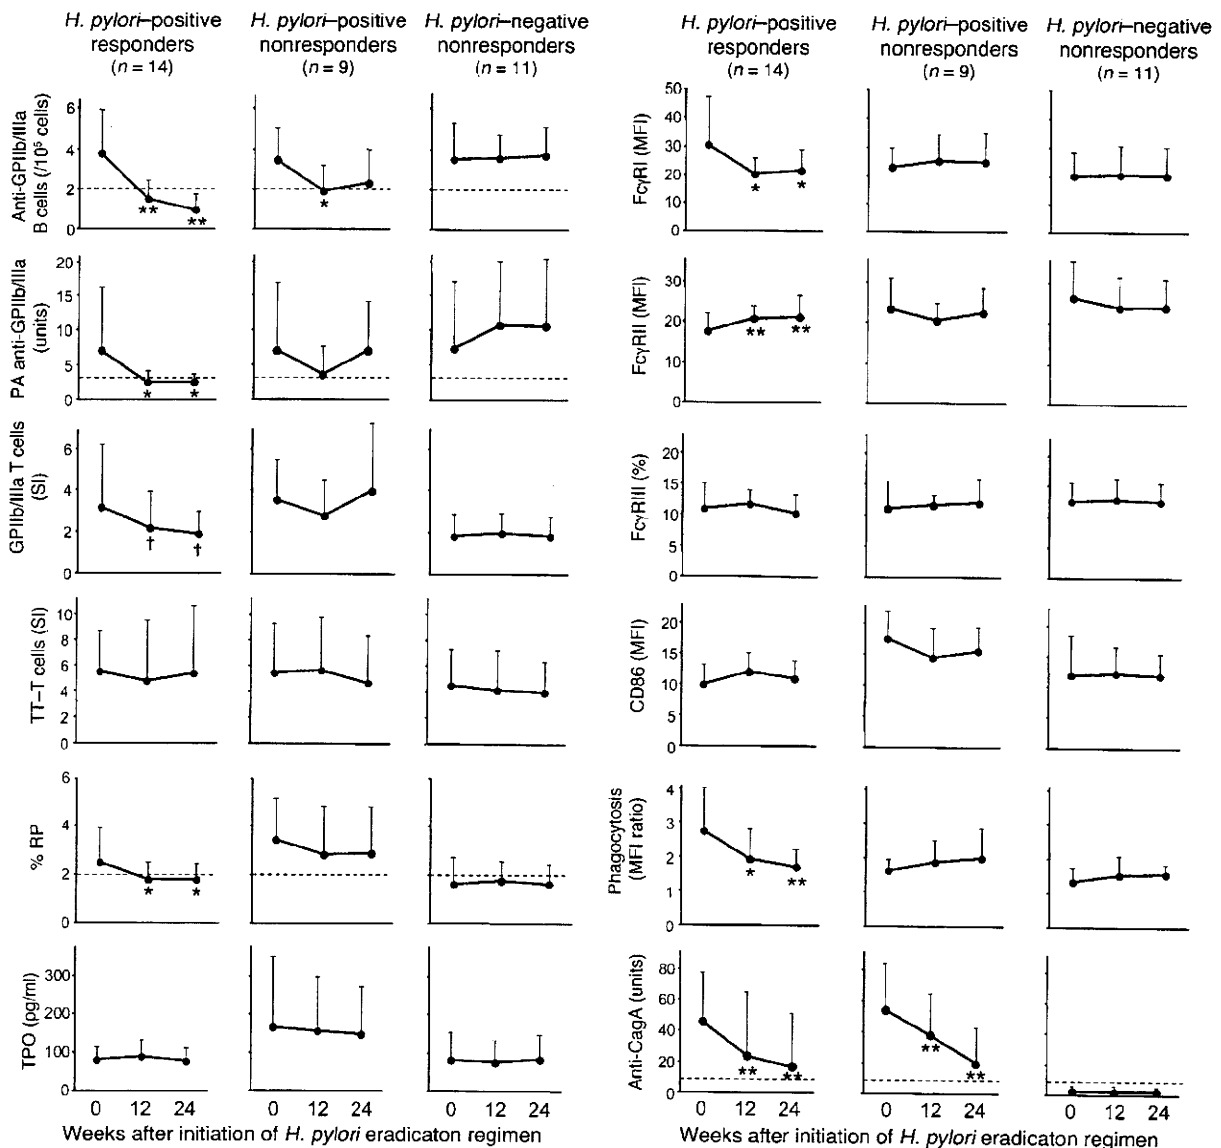 H. pylori–positive
responders
(n = 14)
H. pylori–positive
nonresponders
(n = 9)
H. pylori–negative
nonresponders
(n = 11)
Anti-GPIIb/IIIa
B cells (/10⁵ cells)
6
4
2
0
**
**
*
PA anti-GPIIb/IIIa
(units)
20
15
10
5
0
*
*
GPIIb/IIIa T cells
(SI)
6
4
2
0
†
†
TT–T cells (SI)
10
8
6
4
2
0
% RP
6
4
2
0
*
*
TPO (pg/ml)
300
200
100
0
0 12 24
0 12 24
0 12 24
Weeks after initiation of H. pylori eradicaton regimen
H. pylori–positive
responders
(n = 14)
H. pylori–positive
nonresponders
(n = 9)
H. pylori–negative
nonresponders
(n = 11)
FcγRI (MFI)
50
40
30
20
10
0
*
*
FcγRII (MFI)
30
20
10
0
**
**
FcγRIII (%)
20
15
10
5
0
CD86 (MFI)
20
15
10
5
0
Phagocytosis
(MFI ratio)
4
3
2
1
0
*
**
Anti-CagA (units)
80
60
40
20
0
**
**
**
**
0 12 24
0 12 24
0 12 24
Weeks after initiation of H. pylori eradicaton regimen